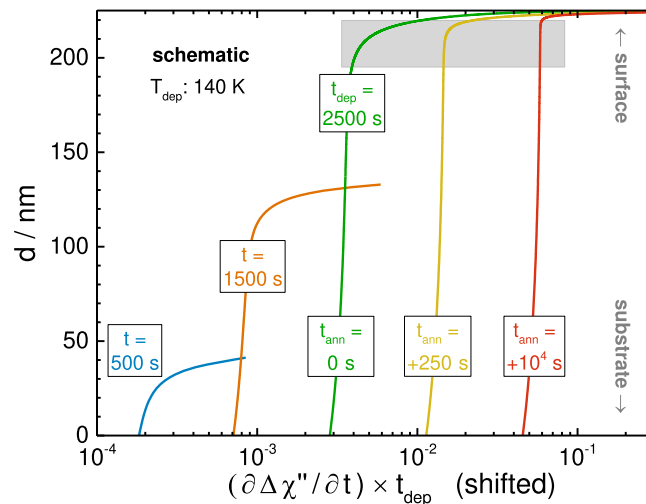 schematic
T_dep: 140 K
← surface
substrate →
t_dep =
2500 s
t =
1500 s
t =
500 s
t_ann =
0 s
t_ann =
+250 s
t_ann =
+10^4 s
d / nm
200
150
100
50
0
10^-4
10^-3
10^-2
10^-1
(∂Δχ''/∂t) × t_dep (shifted)